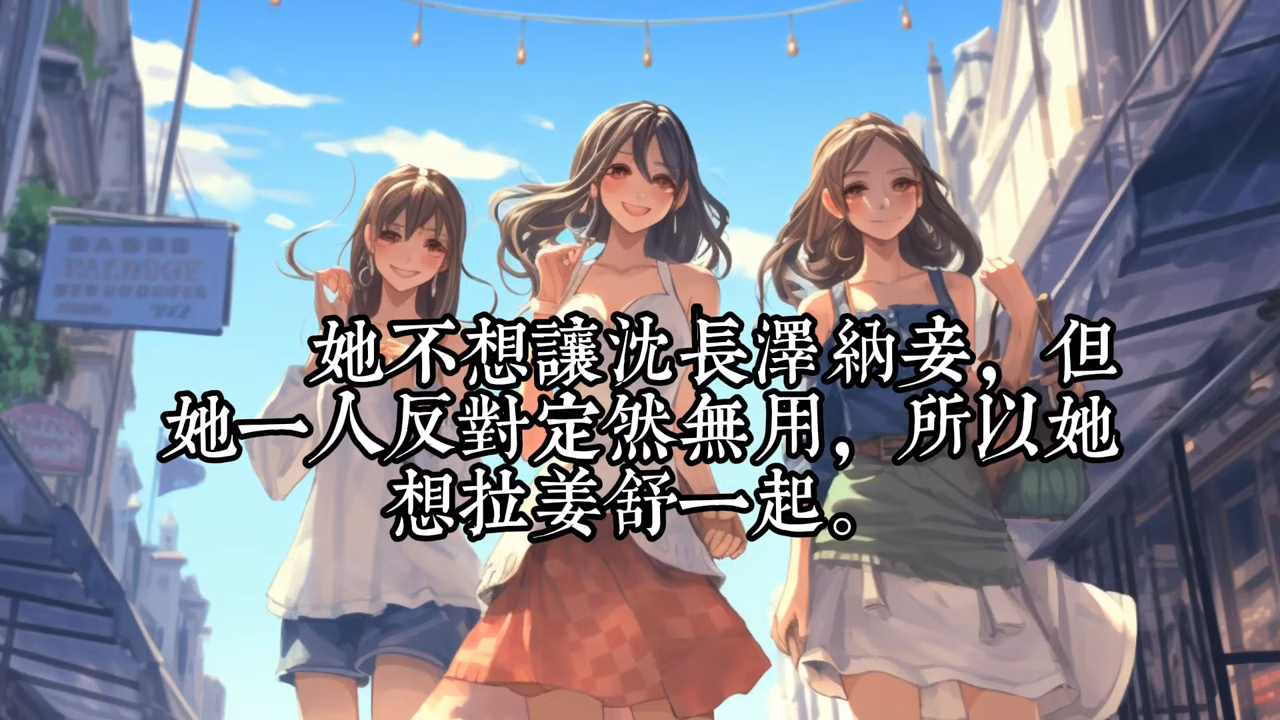 她不想讓沈長澤納妾，但
她一人反對定然無用，所以她
想拉姜舒一起。